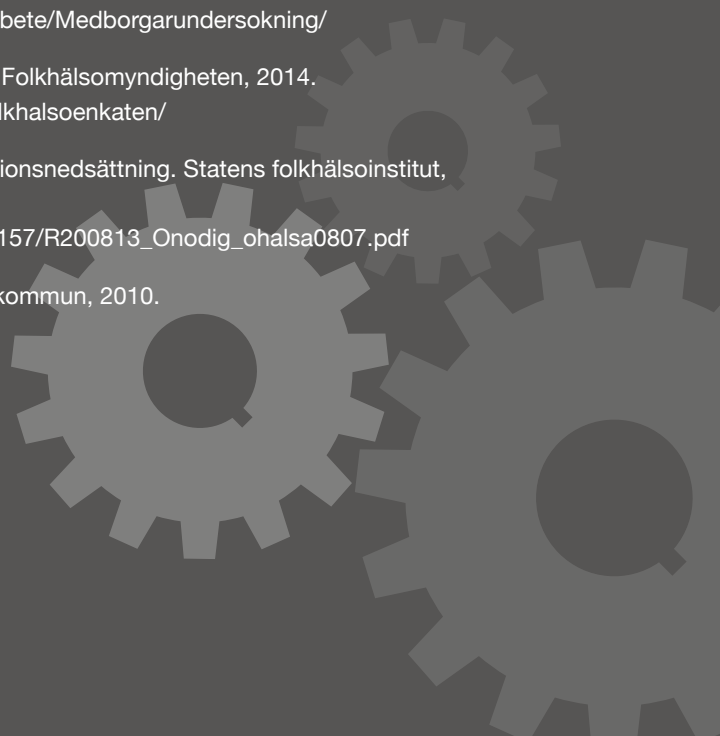 bete/Medborgarundersokning/
Folkhälsomyndigheten, 2014.
lkhalsoenkaten/
ionsnedsättning. Statens folkhälsoinstitut,
157/R200813_Onodig_ohalsa0807.pdf
kommun, 2010.